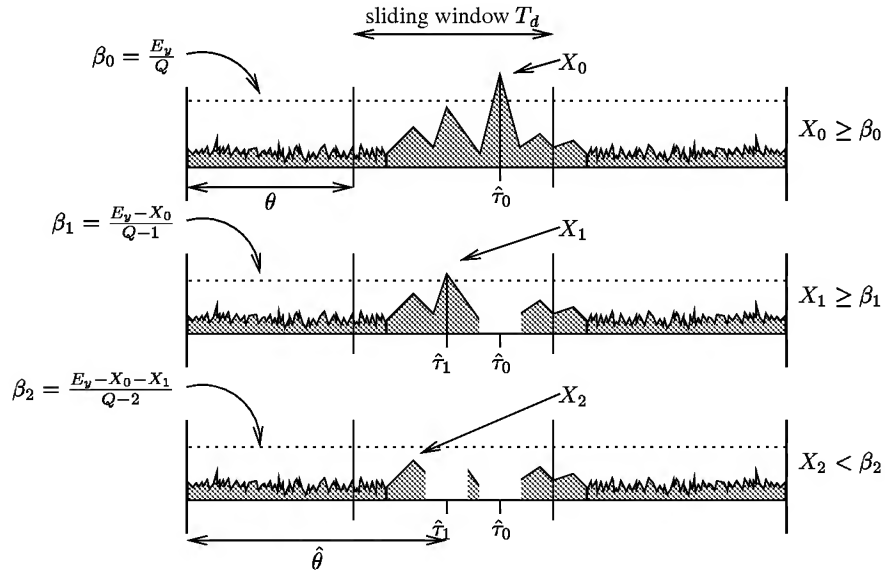 sliding window T_d
β_0 = E_y / Q
X_0
X_0 ≥ β_0
θ
τ̂_0
β_1 = (E_y − X_0) / (Q−1)
X_1
X_1 ≥ β_1
τ̂_1 τ̂_0
β_2 = (E_y − X_0 − X_1) / (Q−2)
X_2
X_2 < β_2
τ̂_1 τ̂_0
θ̂